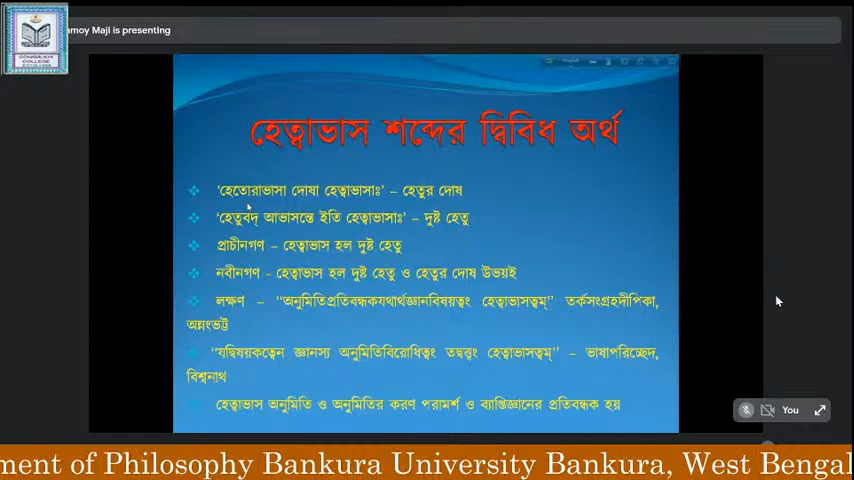 amoy Maji is presenting
হেত্বাভাস শব্দের দ্বিবিধ অর্থ
‘হেতোরাভাসা দোষা হেত্বাভাসাঃ’ – হেতুর দোষ
‘হেতুবদ্ আভাসন্তে ইতি হেত্বাভাসাঃ’ – দুষ্ট হেতু
প্রাচীনগণ – হেত্বাভাস হল দুষ্ট হেতু
নবীনগণ - হেত্বাভাস হল দুষ্ট হেতু ও হেতুর দোষ উভয়ই
লক্ষণ – “অনুমিতিপ্রতিবন্ধকযথার্থজ্ঞানবিষয়ত্বং হেত্বাভাসত্বম্” তর্কসংগ্রহদীপিকা,
অন্নংভট্ট
“যদ্বিষয়কত্বেন জ্ঞানস্য অনুমিতিবিরোধিত্বং তদ্বত্ত্বং হেত্বাভাসত্বম্” – ভাষাপরিচ্ছেদ,
বিশ্বনাথ
হেত্বাভাস অনুমিতি ও অনুমিতির করণ পরামর্শ ও ব্যাপ্তিজ্ঞানের প্রতিবন্ধক হয়
You
ment of Philosophy Bankura University Bankura, West Bengal